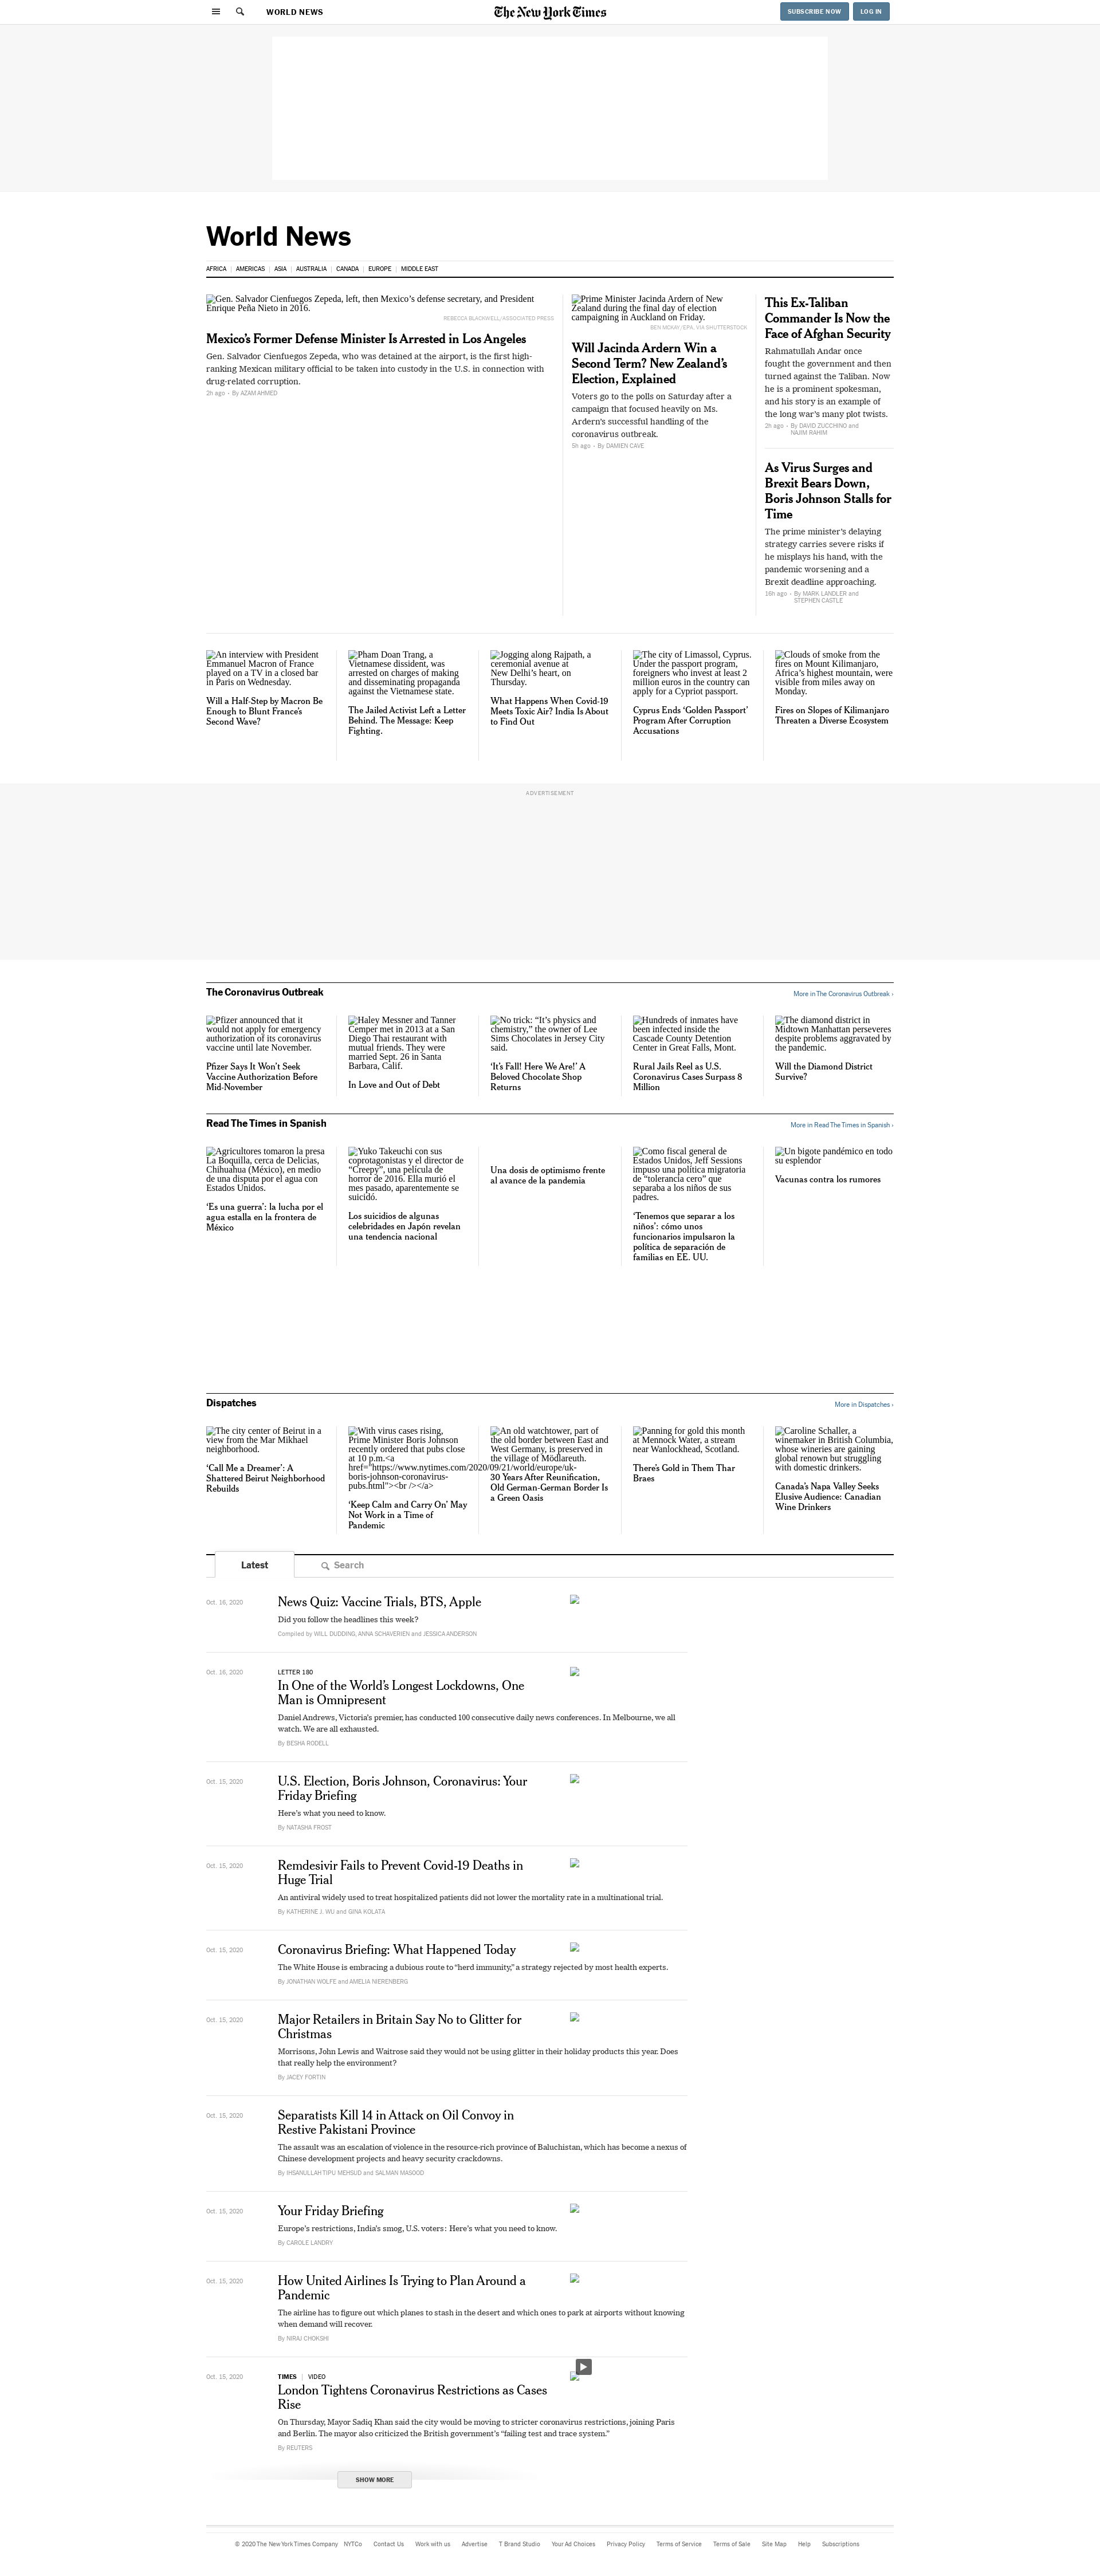 WORLD NEWS
The New York Times
SUBSCRIBE NOW
LOG IN
World News
AFRICA
AMERICAS
ASIA
AUSTRALIA
CANADA
EUROPE
MIDDLE EAST
Gen. Salvador Cienfuegos Zepeda, left, then Mexico’s defense secretary, and President
Enrique Peña Nieto in 2016.
REBECCA BLACKWELL/ASSOCIATED PRESS
Mexico’s Former Defense Minister Is Arrested in Los Angeles
Gen. Salvador Cienfuegos Zepeda, who was detained at the airport, is the first high-
ranking Mexican military official to be taken into custody in the U.S. in connection with
drug-related corruption.
2h ago • By AZAM AHMED
Prime Minister Jacinda Ardern of New
Zealand during the final day of election
campaigning in Auckland on Friday.
BEN MCKAY/EPA, VIA SHUTTERSTOCK
Will Jacinda Ardern Win a
Second Term? New Zealand’s
Election, Explained
Voters go to the polls on Saturday after a
campaign that focused heavily on Ms.
Ardern’s successful handling of the
coronavirus outbreak.
5h ago • By DAMIEN CAVE
This Ex-Taliban
Commander Is Now the
Face of Afghan Security
Rahmatullah Andar once
fought the government and then
turned against the Taliban. Now
he is a prominent spokesman,
and his story is an example of
the long war’s many plot twists.
2h ago • By DAVID ZUCCHINO and
NAJIM RAHIM
As Virus Surges and
Brexit Bears Down,
Boris Johnson Stalls for
Time
The prime minister’s delaying
strategy carries severe risks if
he misplays his hand, with the
pandemic worsening and a
Brexit deadline approaching.
16h ago • By MARK LANDLER and
STEPHEN CASTLE
An interview with President
Emmanuel Macron of France
played on a TV in a closed bar
in Paris on Wednesday.
Will a Half-Step by Macron Be
Enough to Blunt France’s
Second Wave?
Pham Doan Trang, a
Vietnamese dissident, was
arrested on charges of making
and disseminating propaganda
against the Vietnamese state.
The Jailed Activist Left a Letter
Behind. The Message: Keep
Fighting.
Jogging along Rajpath, a
ceremonial avenue at
New Delhi’s heart, on
Thursday.
What Happens When Covid-19
Meets Toxic Air? India Is About
to Find Out
The city of Limassol, Cyprus.
Under the passport program,
foreigners who invest at least 2
million euros in the country can
apply for a Cypriot passport.
Cyprus Ends ‘Golden Passport’
Program After Corruption
Accusations
Clouds of smoke from the
fires on Mount Kilimanjaro,
Africa’s highest mountain, were
visible from miles away on
Monday.
Fires on Slopes of Kilimanjaro
Threaten a Diverse Ecosystem
ADVERTISEMENT
The Coronavirus Outbreak
More in The Coronavirus Outbreak ›
Pfizer announced that it
would not apply for emergency
authorization of its coronavirus
vaccine until late November.
Pfizer Says It Won’t Seek
Vaccine Authorization Before
Mid-November
Haley Messner and Tanner
Cemper met in 2013 at a San
Diego Thai restaurant with
mutual friends. They were
married Sept. 26 in Santa
Barbara, Calif.
In Love and Out of Debt
No trick: “It’s physics and
chemistry,” the owner of Lee
Sims Chocolates in Jersey City
said.
‘It’s Fall! Here We Are!’ A
Beloved Chocolate Shop
Returns
Hundreds of inmates have
been infected inside the
Cascade County Detention
Center in Great Falls, Mont.
Rural Jails Reel as U.S.
Coronavirus Cases Surpass 8
Million
The diamond district in
Midtown Manhattan perseveres
despite problems aggravated by
the pandemic.
Will the Diamond District
Survive?
Read The Times in Spanish
More in Read The Times in Spanish ›
Agricultores tomaron la presa
La Boquilla, cerca de Delicias,
Chihuahua (México), en medio
de una disputa por el agua con
Estados Unidos.
‘Es una guerra’: la lucha por el
agua estalla en la frontera de
México
Yuko Takeuchi con sus
coprotagonistas y el director de
“Creepy”, una película de
horror de 2016. Ella murió el
mes pasado, aparentemente se
suicidó.
Los suicidios de algunas
celebridades en Japón revelan
una tendencia nacional
Una dosis de optimismo frente
al avance de la pandemia
Como fiscal general de
Estados Unidos, Jeff Sessions
impuso una política migratoria
de “tolerancia cero” que
separaba a los niños de sus
padres.
‘Tenemos que separar a los
niños’: cómo unos
funcionarios impulsaron la
política de separación de
familias en EE. UU.
Un bigote pandémico en todo
su esplendor
Vacunas contra los rumores
Dispatches
More in Dispatches ›
The city center of Beirut in a
view from the Mar Mikhael
neighborhood.
‘Call Me a Dreamer’: A
Shattered Beirut Neighborhood
Rebuilds
With virus cases rising,
Prime Minister Boris Johnson
recently ordered that pubs close
at 10 p.m.<a
href="https://www.nytimes.com/2020/09/21/world/europe/uk-
boris-johnson-coronavirus-
pubs.html"><br /></a>
‘Keep Calm and Carry On’ May
Not Work in a Time of
Pandemic
An old watchtower, part of
the old border between East and
West Germany, is preserved in
the village of Mödlareuth.
30 Years After Reunification,
Old German-German Border Is
a Green Oasis
Panning for gold this month
at Mennock Water, a stream
near Wanlockhead, Scotland.
There’s Gold in Them Thar
Braes
Caroline Schaller, a
winemaker in British Columbia,
whose wineries are gaining
global renown but struggling
with domestic drinkers.
Canada’s Napa Valley Seeks
Elusive Audience: Canadian
Wine Drinkers
Latest
Search
Oct. 16, 2020
News Quiz: Vaccine Trials, BTS, Apple
Did you follow the headlines this week?
Compiled by WILL DUDDING, ANNA SCHAVERIEN and JESSICA ANDERSON
Oct. 16, 2020
LETTER 180
In One of the World’s Longest Lockdowns, One
Man is Omnipresent
Daniel Andrews, Victoria’s premier, has conducted 100 consecutive daily news conferences. In Melbourne, we all
watch. We are all exhausted.
By BESHA RODELL
Oct. 15, 2020
U.S. Election, Boris Johnson, Coronavirus: Your
Friday Briefing
Here’s what you need to know.
By NATASHA FROST
Oct. 15, 2020
Remdesivir Fails to Prevent Covid-19 Deaths in
Huge Trial
An antiviral widely used to treat hospitalized patients did not lower the mortality rate in a multinational trial.
By KATHERINE J. WU and GINA KOLATA
Oct. 15, 2020
Coronavirus Briefing: What Happened Today
The White House is embracing a dubious route to “herd immunity,” a strategy rejected by most health experts.
By JONATHAN WOLFE and AMELIA NIERENBERG
Oct. 15, 2020
Major Retailers in Britain Say No to Glitter for
Christmas
Morrisons, John Lewis and Waitrose said they would not be using glitter in their holiday products this year. Does
that really help the environment?
By JACEY FORTIN
Oct. 15, 2020
Separatists Kill 14 in Attack on Oil Convoy in
Restive Pakistani Province
The assault was an escalation of violence in the resource-rich province of Baluchistan, which has become a nexus of
Chinese development projects and heavy security crackdowns.
By IHSANULLAH TIPU MEHSUD and SALMAN MASOOD
Oct. 15, 2020
Your Friday Briefing
Europe’s restrictions, India’s smog, U.S. voters: Here’s what you need to know.
By CAROLE LANDRY
Oct. 15, 2020
How United Airlines Is Trying to Plan Around a
Pandemic
The airline has to figure out which planes to stash in the desert and which ones to park at airports without knowing
when demand will recover.
By NIRAJ CHOKSHI
Oct. 15, 2020
TIMES | VIDEO
London Tightens Coronavirus Restrictions as Cases
Rise
On Thursday, Mayor Sadiq Khan said the city would be moving to stricter coronavirus restrictions, joining Paris
and Berlin. The mayor also criticized the British government’s “failing test and trace system.”
By REUTERS
SHOW MORE
© 2020 The New York Times Company
NYTCo
Contact Us
Work with us
Advertise
T Brand Studio
Your Ad Choices
Privacy Policy
Terms of Service
Terms of Sale
Site Map
Help
Subscriptions